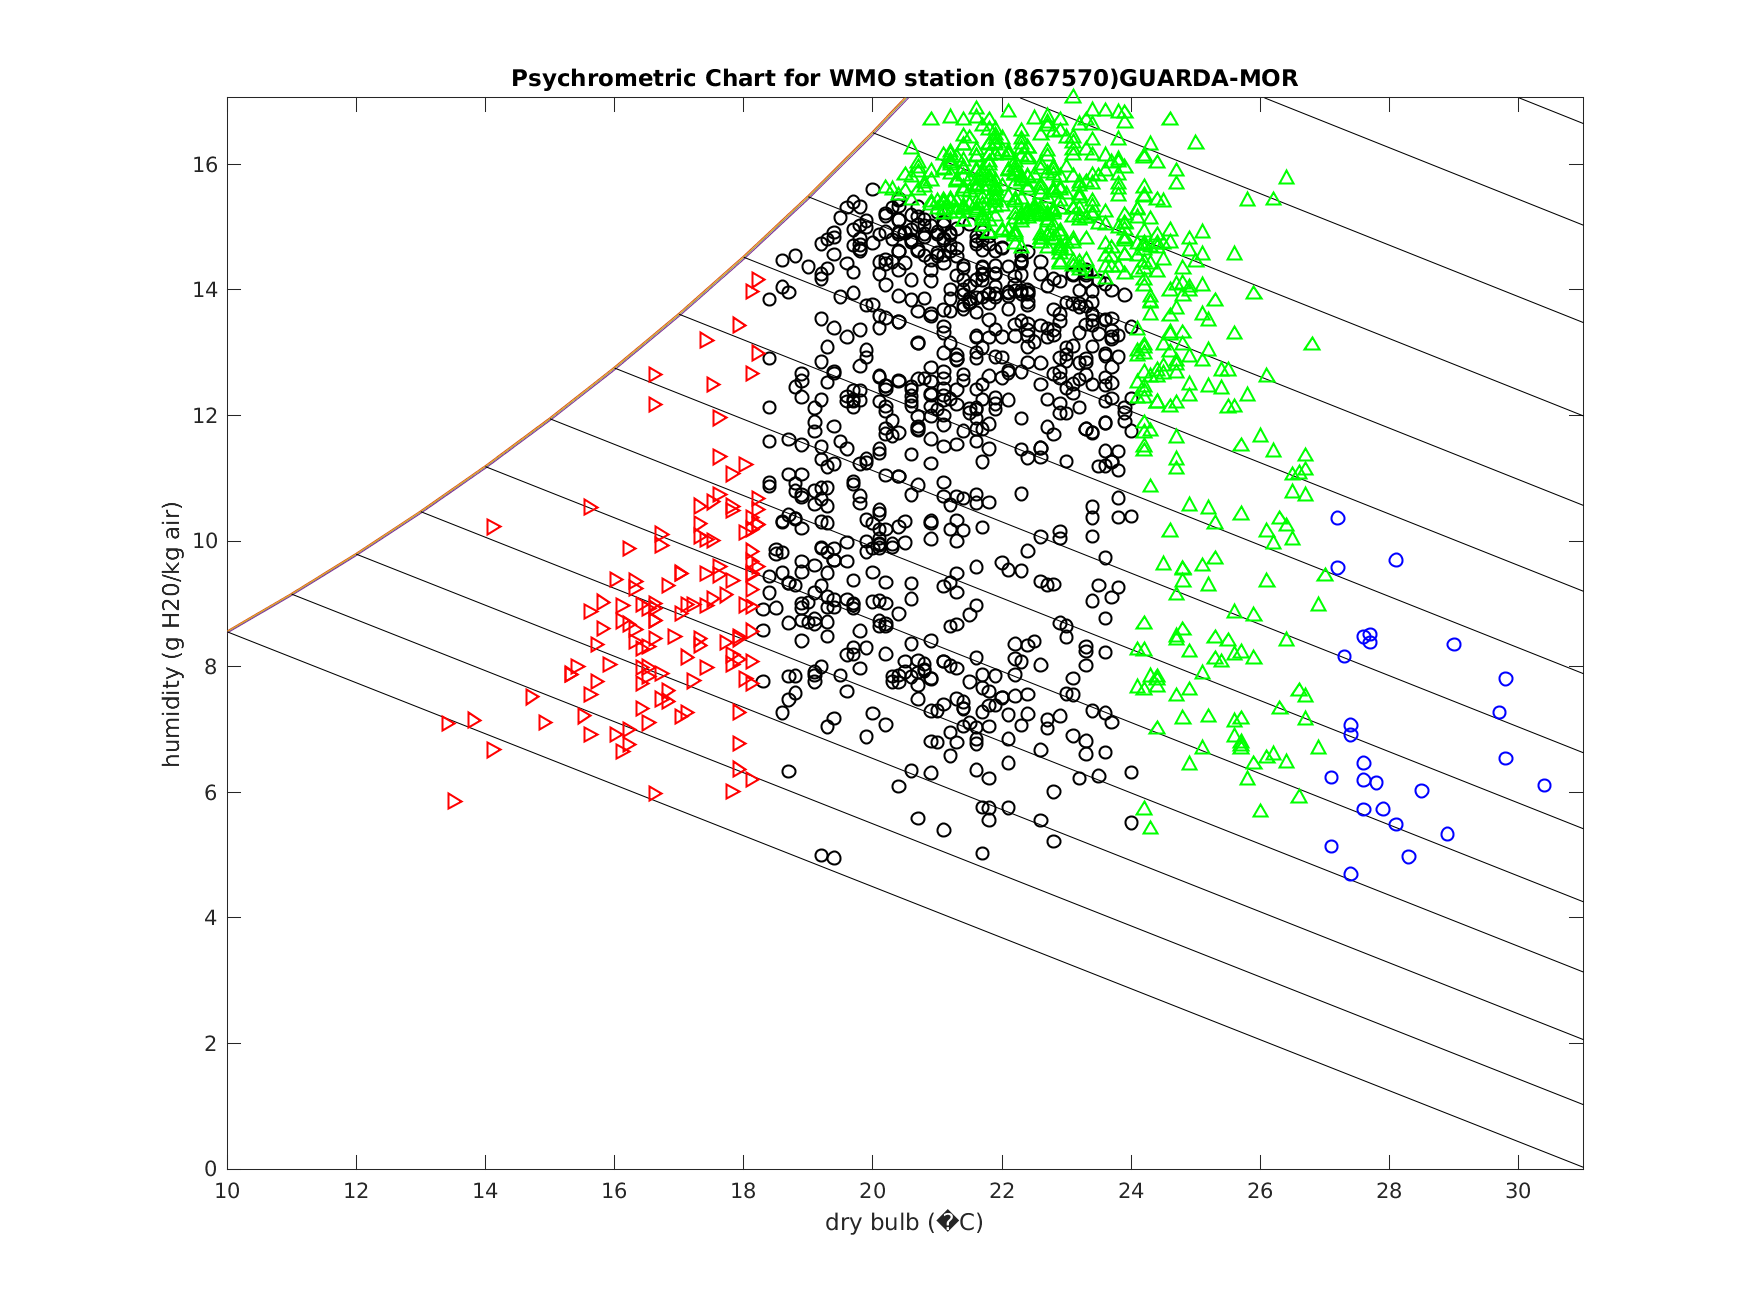 Psychrometric Chart for WMO station (867570)GUARDA-MOR
16
14
12
10
8
6
4
2
0
humidity (g H20/kg air)
10 12 14 16 18 20 22 24 26 28 30
dry bulb (�C)